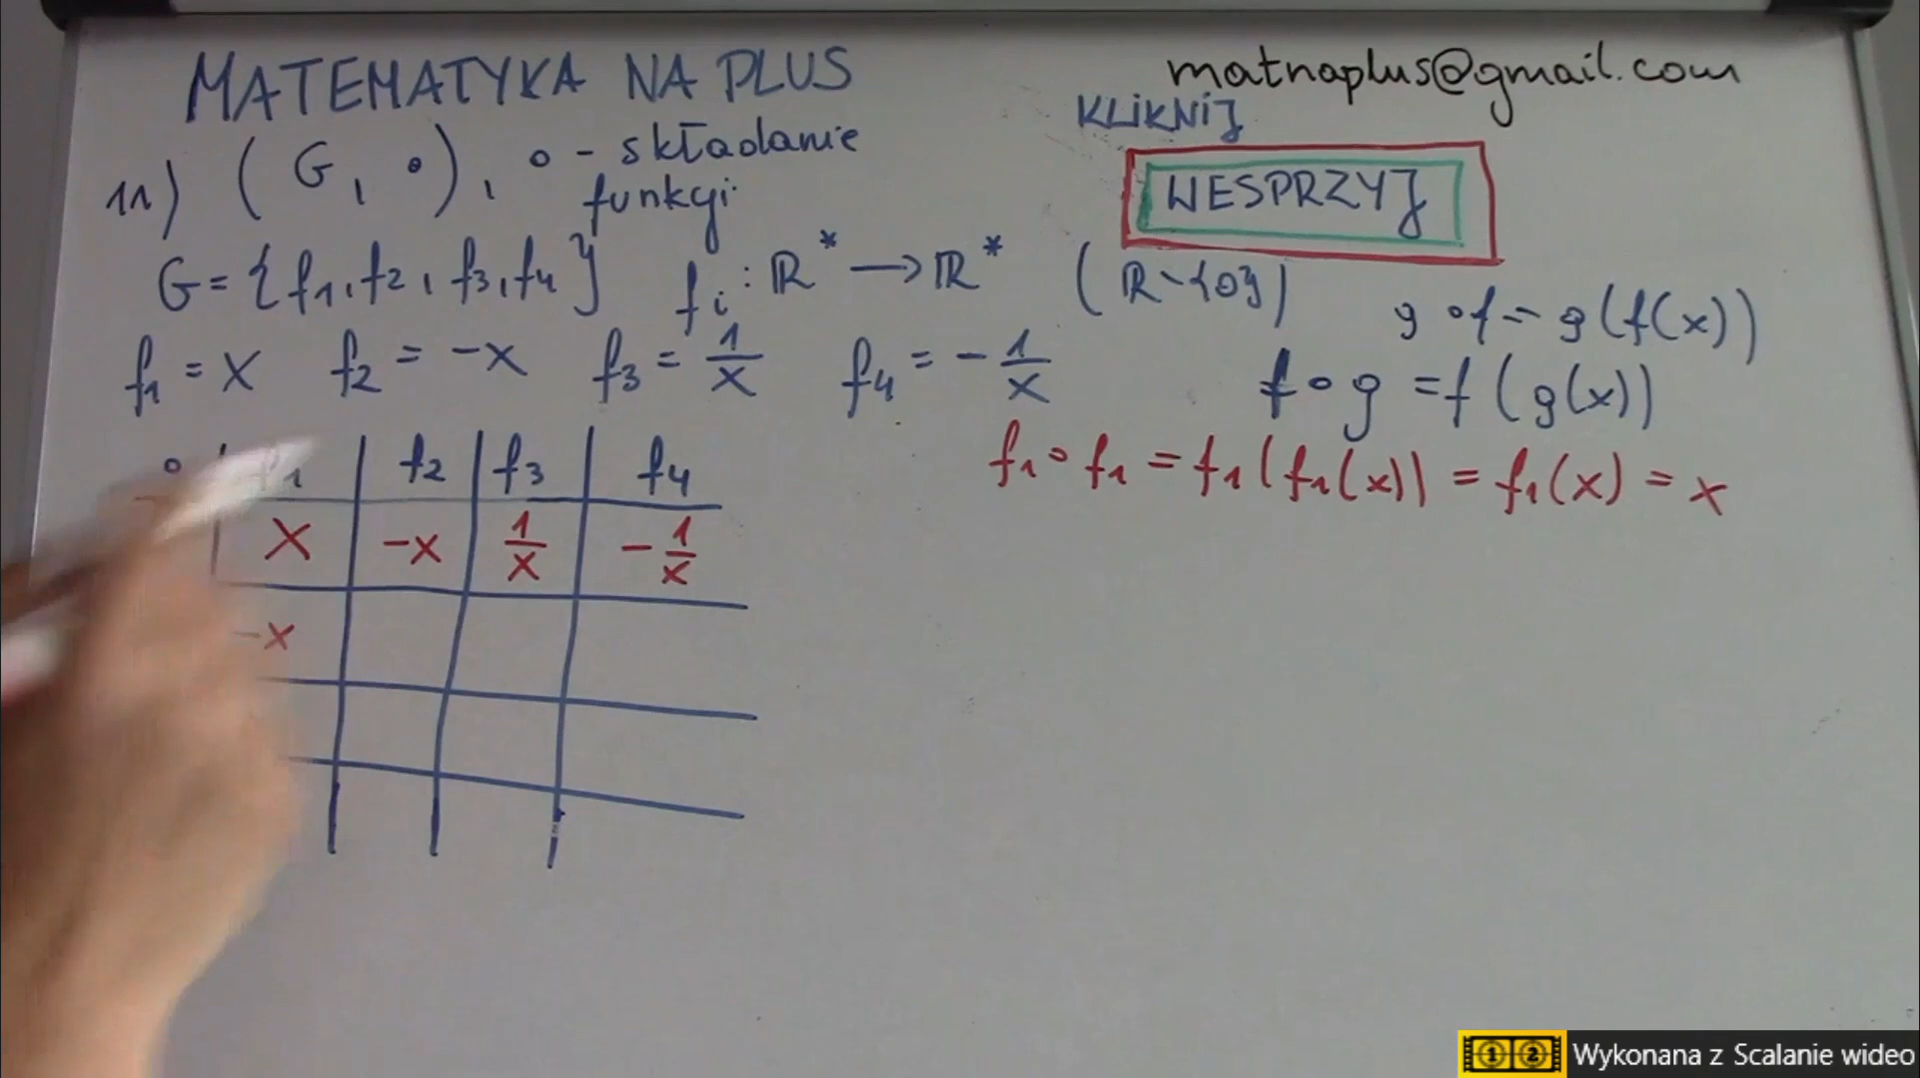 MATEMATYKA NA PLUS
matnaplus@gmail.com
KLIKNIJ
WESPRZYJ
11) (G, ∘), ∘ - składanie
funkcji
G = {f1, f2, f3, f4} fi : R* → R* (R-{0})
g∘f = g(f(x))
f1 = x f2 = -x f3 = 1/x f4 = -1/x
f∘g = f(g(x))
∘ f1 f2 f3 f4
f1∘f1 = f1(f1(x)) = f1(x) = x
x -x 1/x -1/x
-x
Wykonana z Scalanie wideo